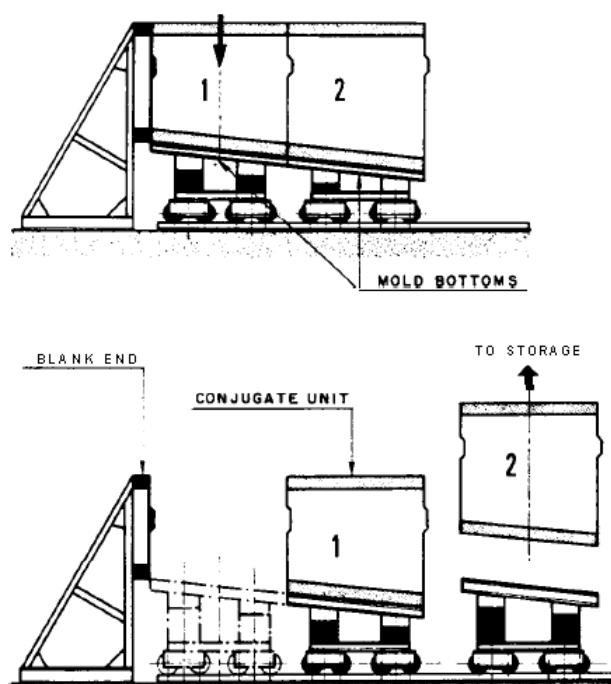 1
2
MOLD BOTTOMS
BLANK END
TO STORAGE
CONJUGATE UNIT
2
1